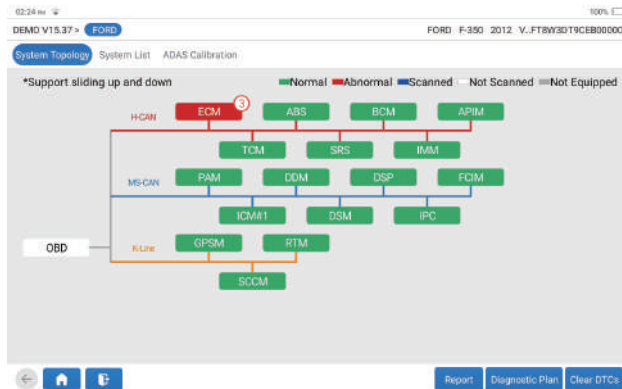 02:24 100%
DEMO V15.37 > FORD FORD F-350 2012 V..FT8W3DT9CEB00000
System Topology System List ADAS Calibration
*Support sliding up and down Normal Abnormal Scanned Not Scanned Not Equipped
H-CAN ECM 3 ABS BCM APIM
TCM SRS IMM
MS-CAN PAM DDM DSP FCIM
ICM#1 DSM IPC
OBD K-Line GPSM RTM
SCCM
Report Diagnostic Plan Clear DTCs